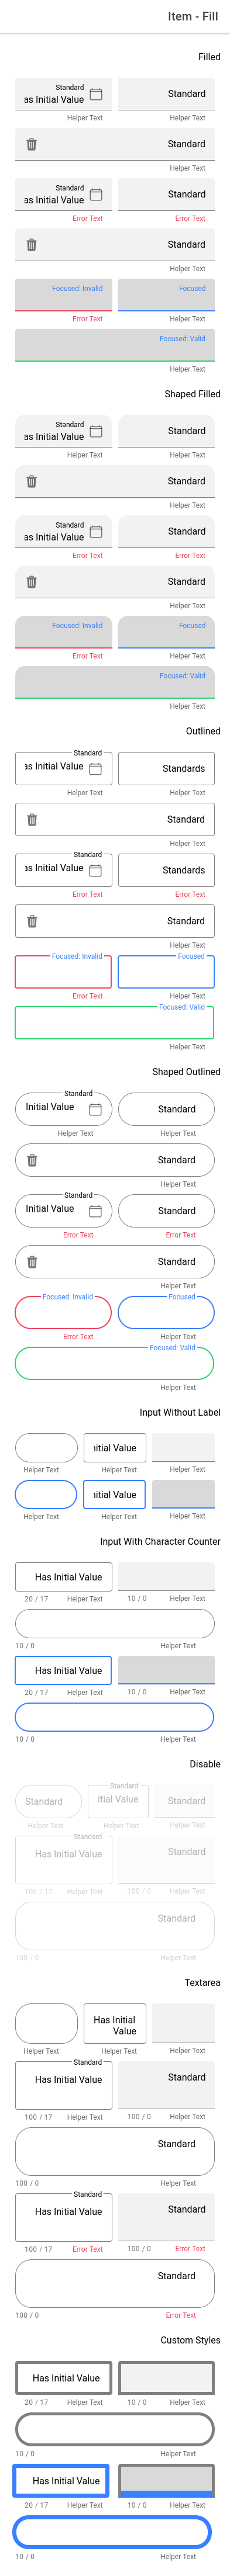 Item - Fill
Filled
Standard
as Initial Value
Standard
Helper Text
Helper Text
Standard
Helper Text
Standard
as Initial Value
Standard
Error Text
Error Text
Standard
Helper Text
Focused: Invalid
Focused
Error Text
Helper Text
Focused: Valid
Helper Text
Shaped Filled
Standard
as Initial Value
Standard
Helper Text
Helper Text
Standard
Helper Text
Standard
as Initial Value
Standard
Error Text
Error Text
Standard
Helper Text
Focused: Invalid
Focused
Error Text
Helper Text
Focused: Valid
Helper Text
Outlined
Standard
as Initial Value
Standards
Helper Text
Helper Text
Standard
Helper Text
Standard
as Initial Value
Standards
Error Text
Error Text
Standard
Helper Text
Focused: Invalid
Focused
Error Text
Helper Text
Focused: Valid
Helper Text
Shaped Outlined
Standard
Initial Value
Standard
Helper Text
Helper Text
Standard
Helper Text
Standard
Initial Value
Standard
Error Text
Error Text
Standard
Helper Text
Focused: Invalid
Focused
Error Text
Helper Text
Focused: Valid
Helper Text
Input Without Label
nitial Value
Helper Text
Helper Text
Helper Text
nitial Value
Helper Text
Helper Text
Helper Text
Input With Character Counter
Has Initial Value
20 / 17
Helper Text
10 / 0
Helper Text
10 / 0
Helper Text
Has Initial Value
20 / 17
Helper Text
10 / 0
Helper Text
10 / 0
Helper Text
Disable
Standard
Standard
itial Value
Standard
Helper Text
Helper Text
Helper Text
Standard
Has Initial Value
Standard
100 / 17
Helper Text
100 / 0
Helper Text
Standard
100 / 0
Helper Text
Textarea
Has Initial
Value
Helper Text
Helper Text
Helper Text
Standard
Has Initial Value
Standard
100 / 17
Helper Text
100 / 0
Helper Text
Standard
100 / 0
Helper Text
Standard
Has Initial Value
Standard
100 / 17
Error Text
100 / 0
Error Text
Standard
100 / 0
Error Text
Custom Styles
Has Initial Value
20 / 17
Helper Text
10 / 0
Helper Text
10 / 0
Helper Text
Has Initial Value
20 / 17
Helper Text
10 / 0
Helper Text
10 / 0
Helper Text